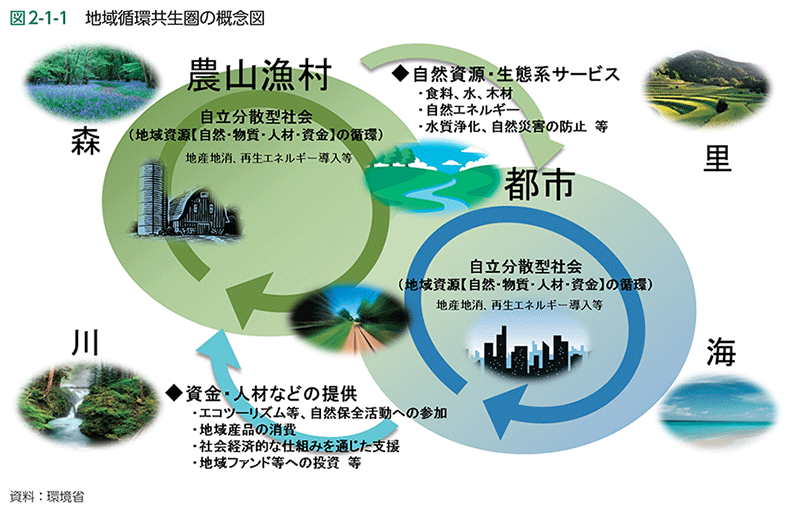 図2-1-1 地域循環共生圏の概念図
農山漁村
森
自立分散型社会
(地域資源【自然・物質・人材・資金】の循環)
地産地消、再生エネルギー導入等
◆自然資源・生態系サービス
・食料、水、木材
・自然エネルギー
・水質浄化、自然災害の防止 等
里
都市
自立分散型社会
(地域資源【自然・物質・人材・資金】の循環)
地産地消、再生エネルギー導入等
川
海
◆資金・人材などの提供
・エコツーリズム等、自然保全活動への参加
・地域産品の消費
・社会経済的な仕組みを通じた支援
・地域ファンド等への投資 等
資料：環境省